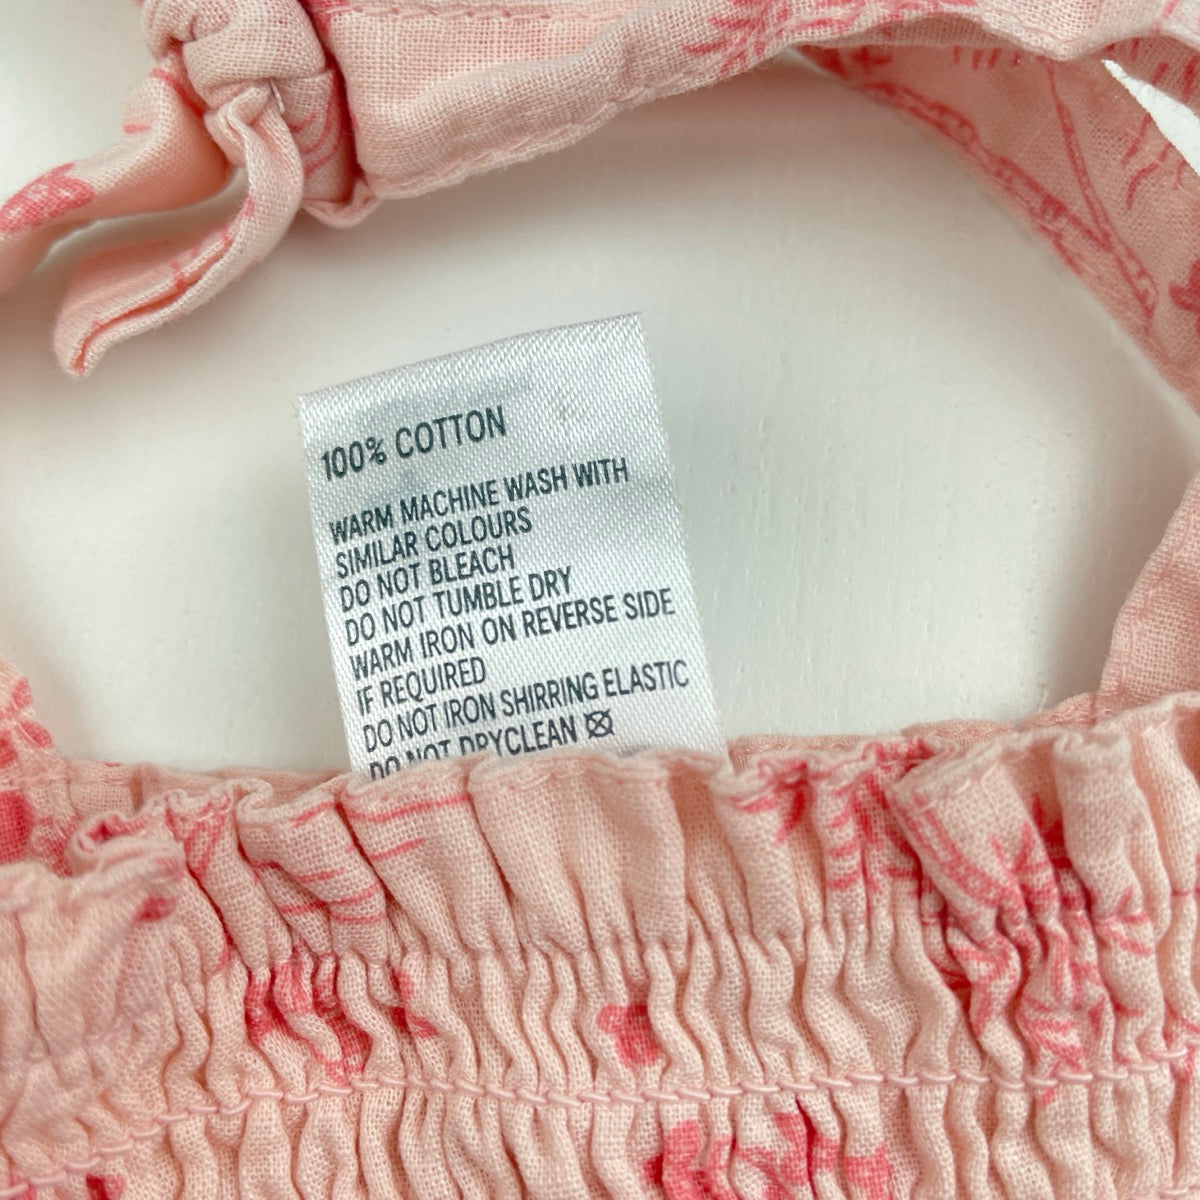 100% COTTON
WARM MACHINE WASH WITH
SIMILAR COLOURS
DO NOT BLEACH
DO NOT TUMBLE DRY
WARM IRON ON REVERSE SIDE
IF REQUIRED
DO NOT IRON SHIRRING ELASTIC
DO NOT DRYCLEAN